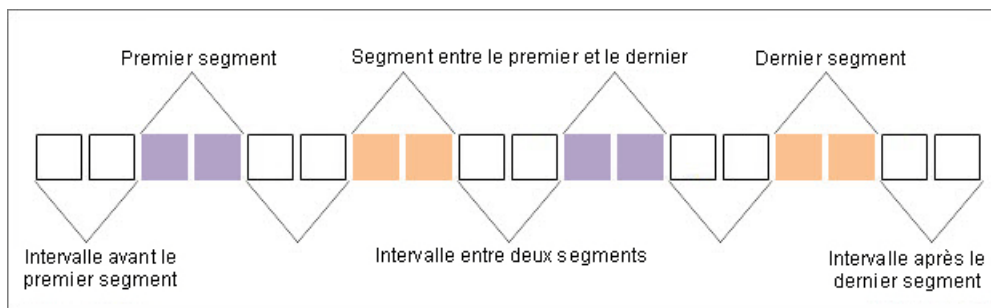 Premier segment
Segment entre le premier et le dernier
Dernier segment
Intervalle avant le
premier segment
Intervalle entre deux segments
Intervalle après le
dernier segment